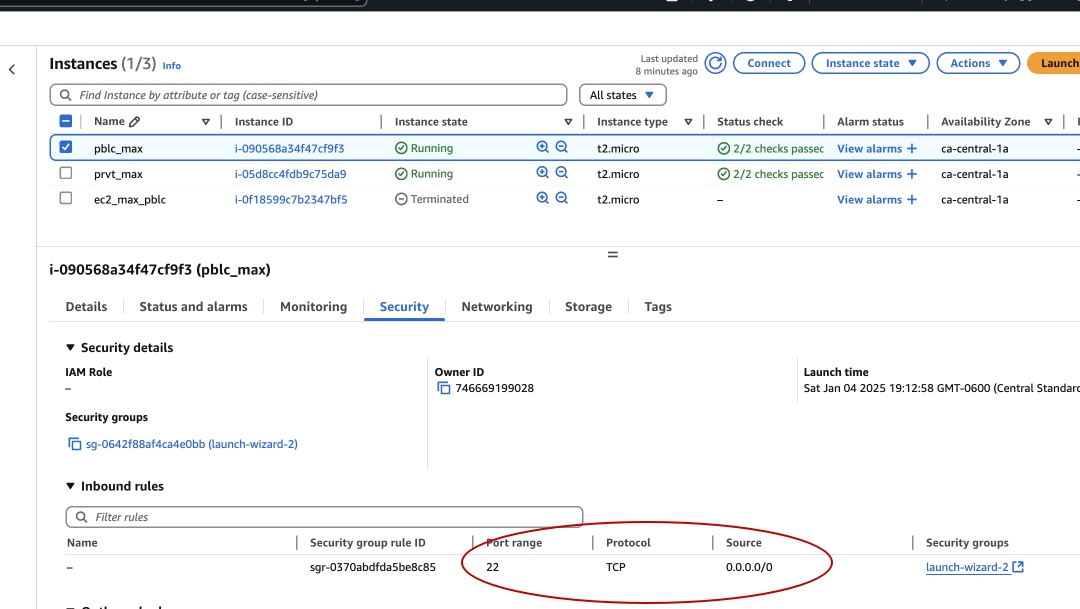 Instances (1/3) Info
Last updated
8 minutes ago
Connect
Instance state
Actions
Launch
Find Instance by attribute or tag (case-sensitive)
All states
Name Instance ID Instance state Instance type Status check Alarm status Availability Zone
pblc_max i-090568a34f47cf9f3 Running t2.micro 2/2 checks passec View alarms + ca-central-1a
prvt_max i-05d8cc4fdb9c75da9 Running t2.micro 2/2 checks passec View alarms + ca-central-1a
ec2_max_pblc i-0f18599c7b2347bf5 Terminated t2.micro – View alarms + ca-central-1a
i-090568a34f47cf9f3 (pblc_max)
Details Status and alarms Monitoring Security Networking Storage Tags
Security details
IAM Role Owner ID Launch time
– 746669199028 Sat Jan 04 2025 19:12:58 GMT-0600 (Central Standard
Security groups
sg-0642f88af4ca4e0bb (launch-wizard-2)
Inbound rules
Filter rules
Name Security group rule ID Port range Protocol Source Security groups
– sgr-0370abdfda5be8c85 22 TCP 0.0.0.0/0 launch-wizard-2